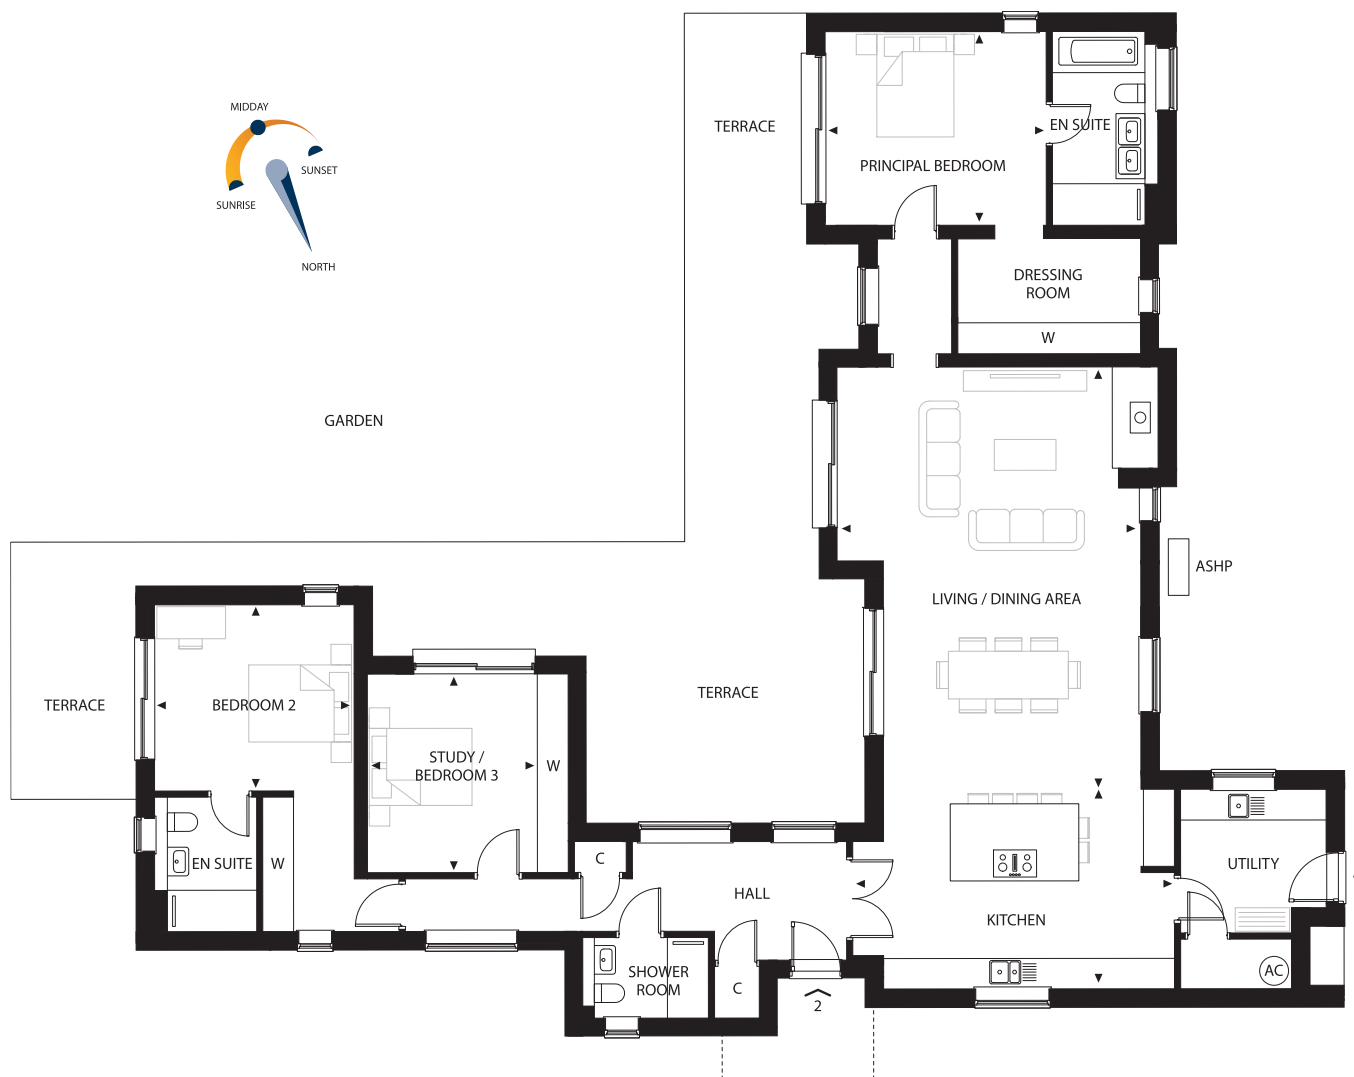 MIDDAY
SUNSET
SUNRISE
NORTH
TERRACE
EN SUITE
PRINCIPAL BEDROOM
DRESSING
ROOM
W
GARDEN
ASHP
LIVING / DINING AREA
TERRACE
BEDROOM 2
TERRACE
STUDY /
BEDROOM 3
W
EN SUITE
W
C
HALL
UTILITY
KITCHEN
SHOWER
ROOM
C
AC
2